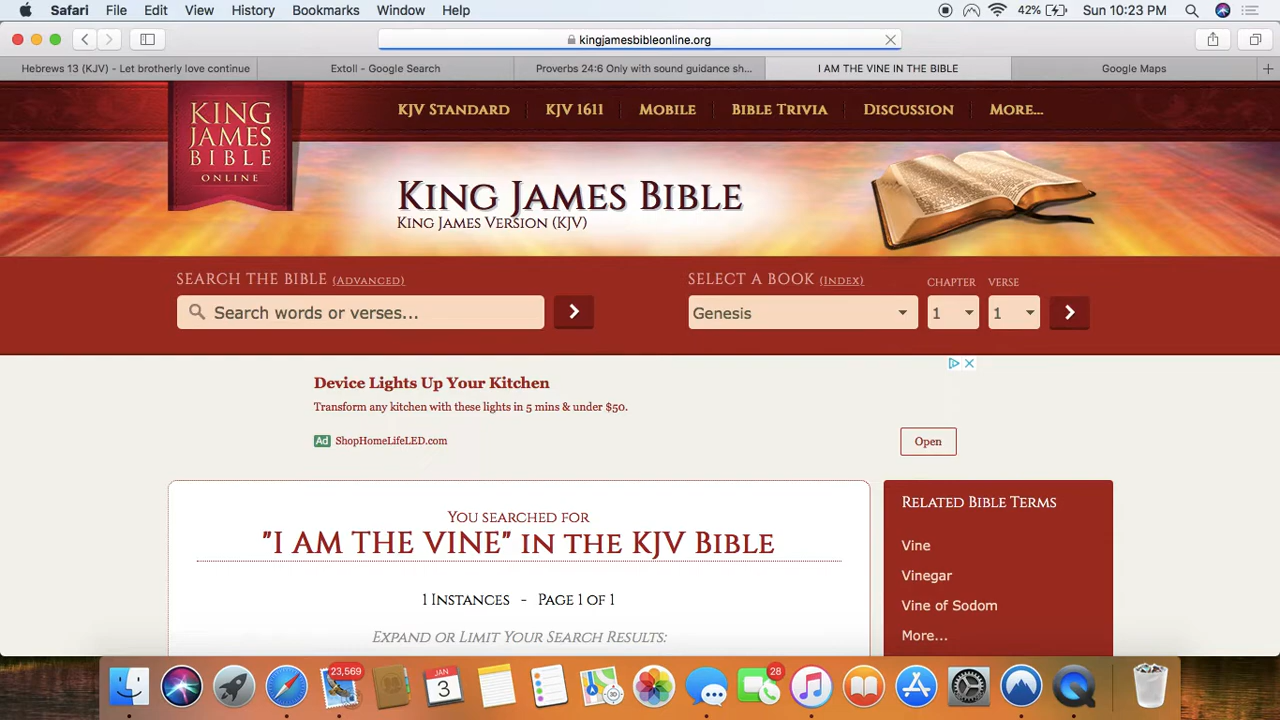 Safari File Edit View History Bookmarks Window Help 42% Sun 10:23 PM
kingjamesbibleonline.org
Hebrews 13 (KJV) - Let brotherly love continue Extoll - Google Search Proverbs 24:6 Only with sound guidance sh... I AM THE VINE IN THE BIBLE Google Maps
KING JAMES BIBLE ONLINE
KJV STANDARD KJV 1611 MOBILE BIBLE TRIVIA DISCUSSION MORE...
KING JAMES BIBLE
KING JAMES VERSION (KJV)
SEARCH THE BIBLE (ADVANCED) SELECT A BOOK (INDEX) CHAPTER VERSE
Search words or verses... Genesis 1 1
Device Lights Up Your Kitchen
Transform any kitchen with these lights in 5 mins & under $50.
Ad ShopHomeLifeLED.com Open
YOU SEARCHED FOR
"I AM THE VINE" IN THE KJV BIBLE
1 INSTANCES - PAGE 1 OF 1
EXPAND OR LIMIT YOUR SEARCH RESULTS:
RELATED BIBLE TERMS
Vine
Vinegar
Vine of Sodom
More...
23,569 JAN 3 28